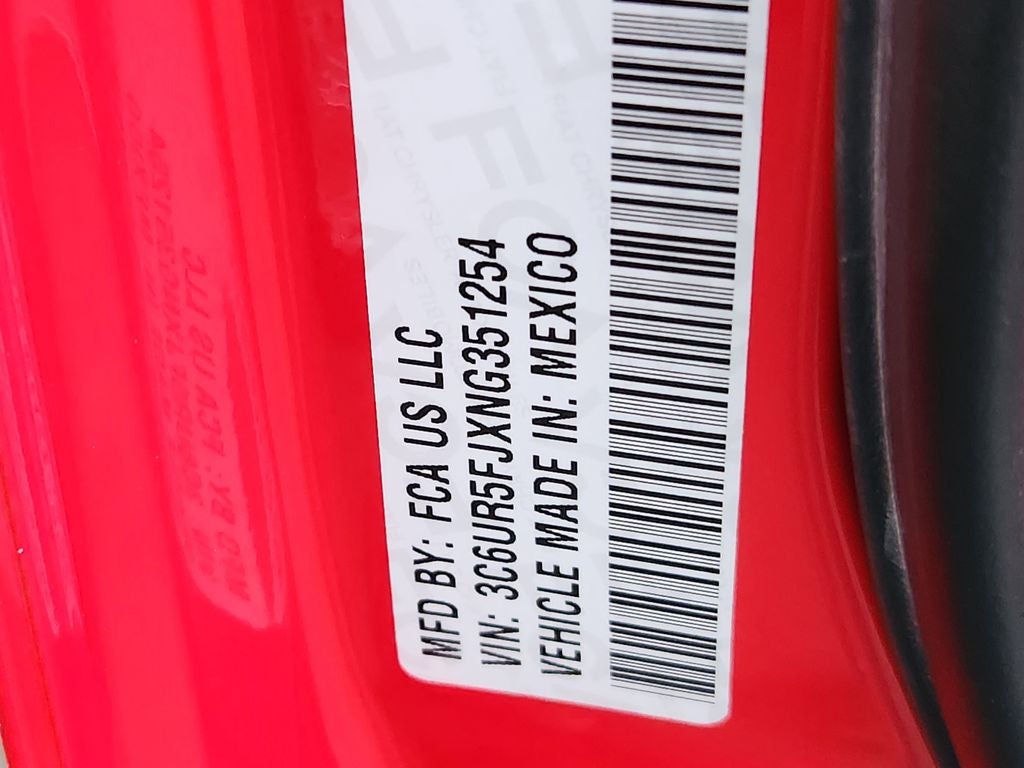 MFD BY: FCA US LLC
VIN: 3C6UR5FJXNG351254
VEHICLE MADE IN: MEXICO